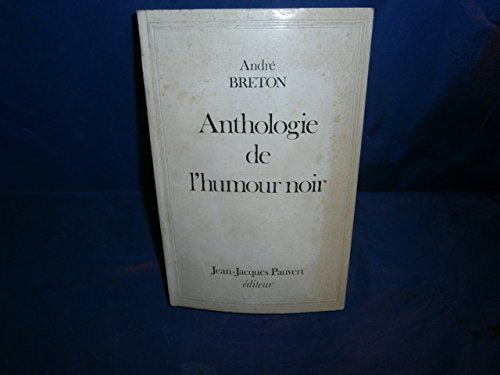 André
BRETON
Anthologie
de
l'humour noir
Jean-Jacques Pauvert
éditeur